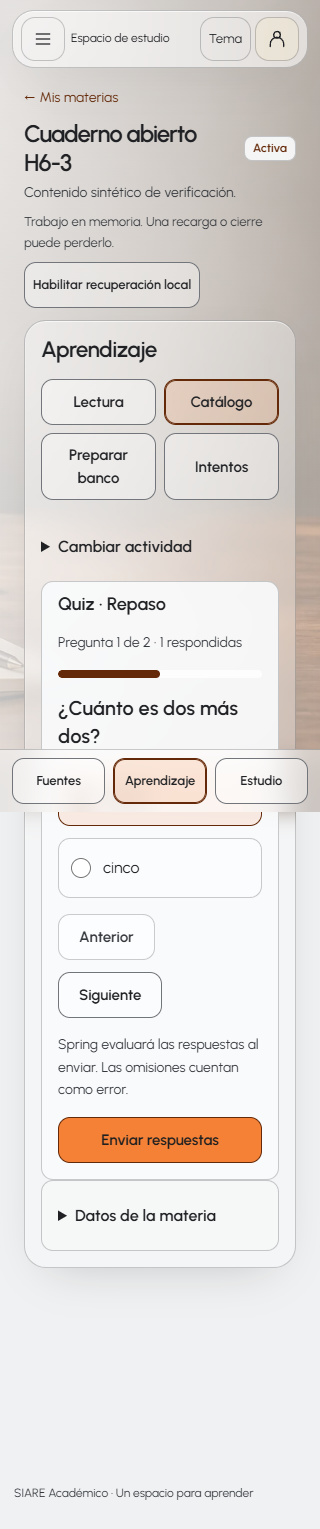 Espacio de estudio
Tema
← Mis materias
Cuaderno abierto
H6-3
Activa
Contenido sintético de verificación.
Trabajo en memoria. Una recarga o cierre
puede perderlo.
Habilitar recuperación local
Aprendizaje
Lectura
Catálogo
Preparar
banco
Intentos
Cambiar actividad
Quiz · Repaso
Pregunta 1 de 2 · 1 respondidas
¿Cuánto es dos más
dos?
Fuentes
Aprendizaje
Estudio
cinco
Anterior
Siguiente
Spring evaluará las respuestas al
enviar. Las omisiones cuentan
como error.
Enviar respuestas
Datos de la materia
SIARE Académico · Un espacio para aprender